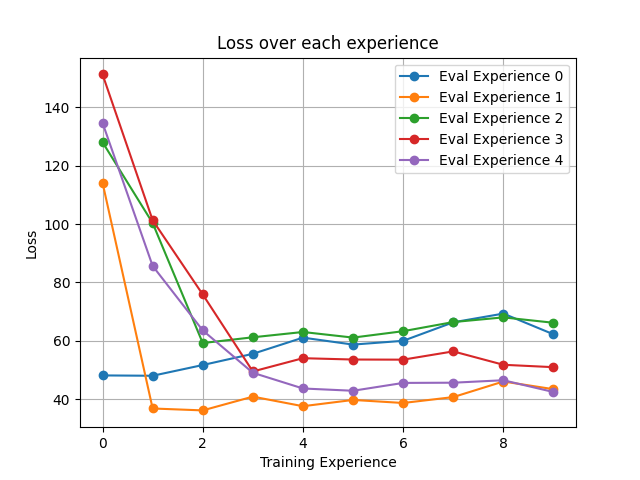 Loss over each experience
Eval Experience 0
Eval Experience 1
Eval Experience 2
Eval Experience 3
Eval Experience 4
Loss
140
120
100
80
60
40
0 2 4 6 8
Training Experience